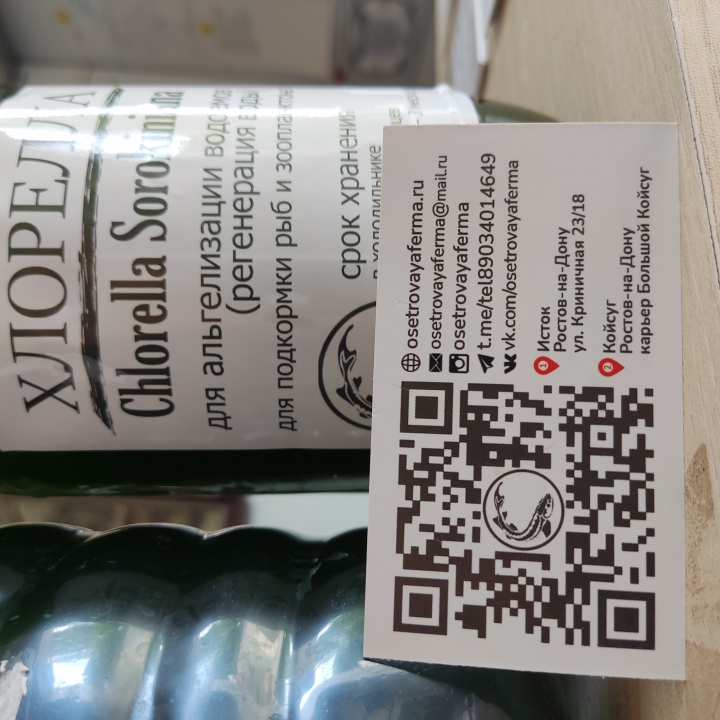 ХЛОРЕЛЛА
Chlorella Sorokiniana
для альгелизации водоемов
(регенерация воды
для подкормки рыб и зоопланктона
срок хранения
в холодильнике
osetrovayaferma.ru
osetrovayaferma@mail.ru
osetrovayaferma
t.me/tel89034014649
vk.com/osetrovayaferma
1 Исток
Ростов-на-Дону
ул. Криничная 23/18
2 Койсуг
Ростов-на-Дону
карьер Большой Койсуг